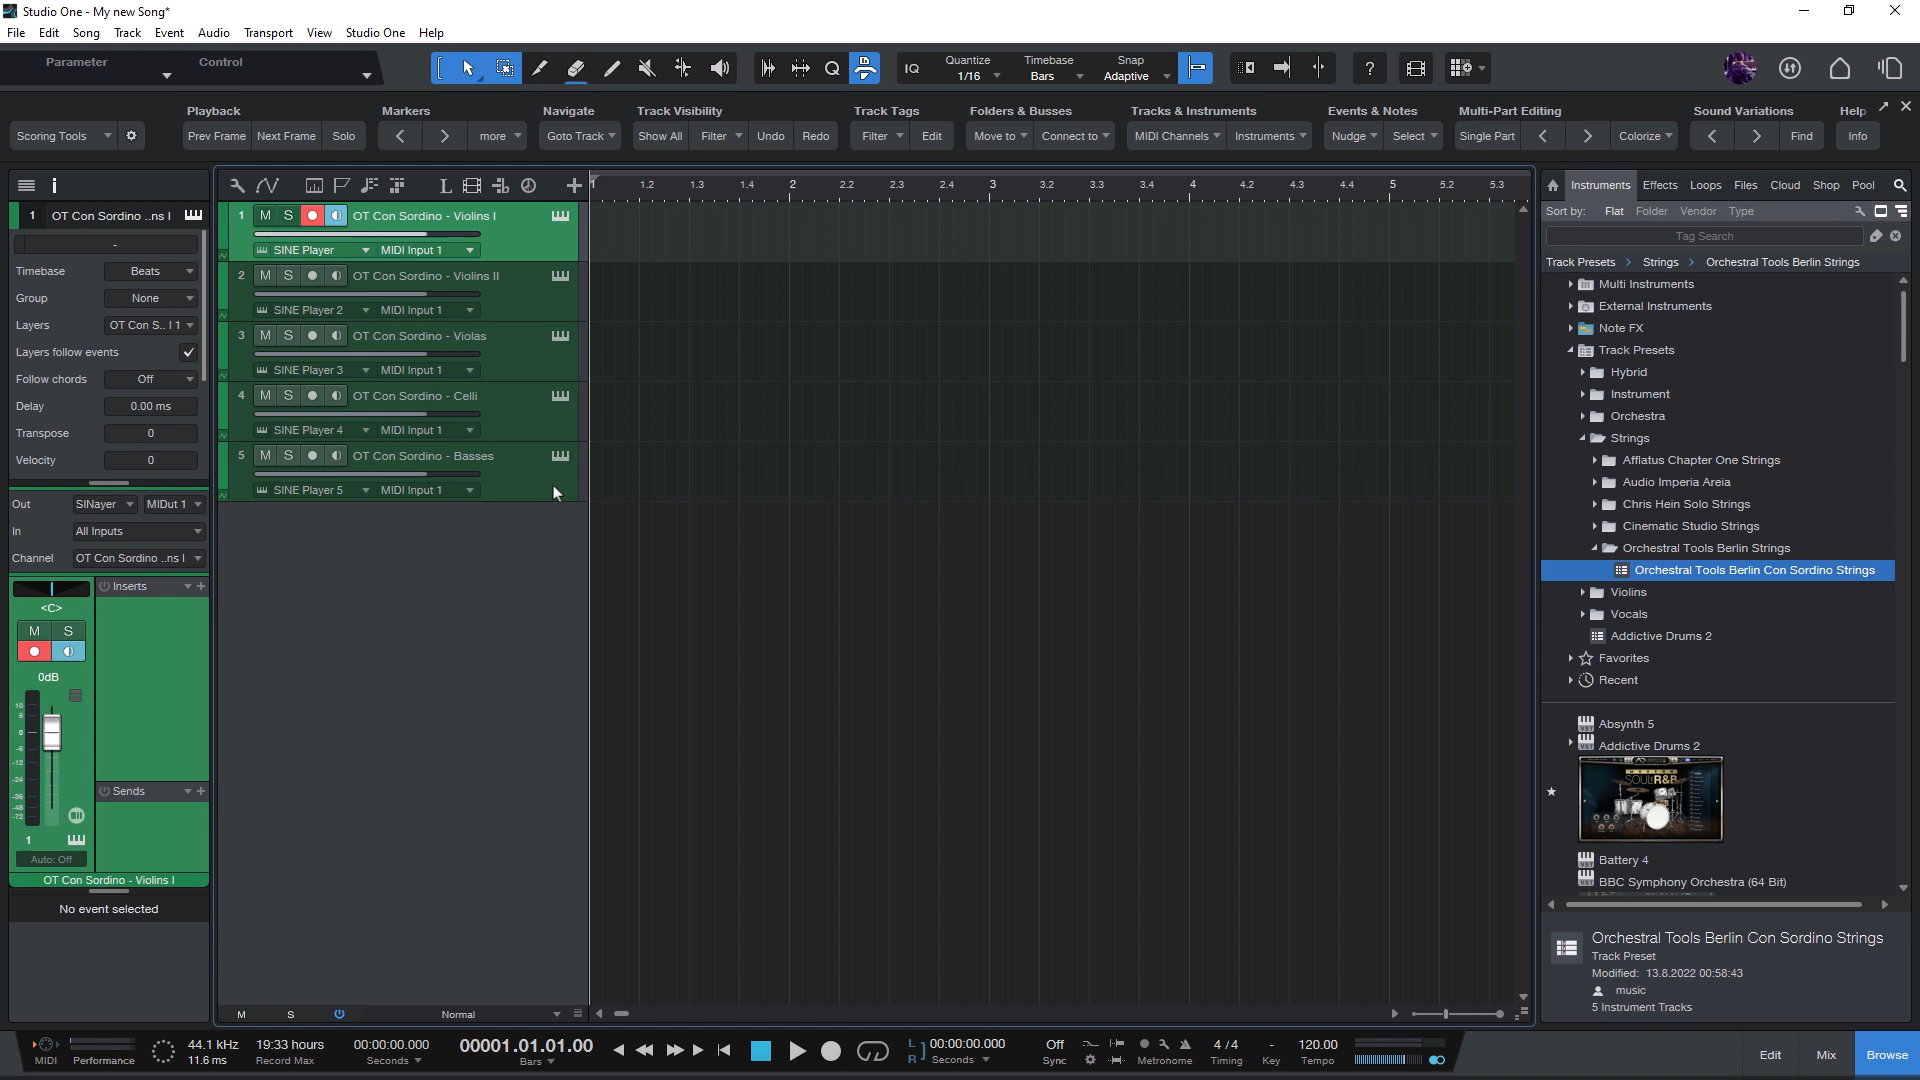 Studio One - My new Song*
File Edit Song Track Event Audio Transport View Studio One Help
Parameter Control
IQ Quantize 1/16 Timebase Bars Snap Adaptive ?
Playback Markers Navigate Track Visibility Track Tags Folders & Busses Tracks & Instruments Events & Notes Multi-Part Editing Sound Variations Help
Scoring Tools Prev Frame Next Frame Solo more Goto Track Show All Filter Undo Redo Filter Edit Move to Connect to MIDI Channels Instruments Nudge Select Single Part Colorize Find Info
1 1.2 1.3 1.4 2 2.2 2.3 2.4 3 3.2 3.3 3.4 4 4.2 4.3 4.4 5 5.2 5.3
1 OT Con Sordino ..ns I
-
Timebase Beats
Group None
Layers OT Con S.. I 1
Layers follow events
Follow chords Off
Delay 0.00 ms
Transpose 0
Velocity 0
Out SINayer MIDut 1
In All Inputs
Channel OT Con Sordino ..ns I
Inserts
<C>
M S
0dB
10
6
0
-6
-12
-24
-36
-48
-72
Sends
1
Auto: Off
OT Con Sordino - Violins I
No event selected
1 M S OT Con Sordino - Violins I
SINE Player MIDI Input 1
2 M S OT Con Sordino - Violins II
SINE Player 2 MIDI Input 1
3 M S OT Con Sordino - Violas
SINE Player 3 MIDI Input 1
4 M S OT Con Sordino - Celli
SINE Player 4 MIDI Input 1
5 M S OT Con Sordino - Basses
SINE Player 5 MIDI Input 1
M S Normal
Instruments Effects Loops Files Cloud Shop Pool
Sort by: Flat Folder Vendor Type
Tag Search
Track Presets Strings Orchestral Tools Berlin Strings
Multi Instruments
External Instruments
Note FX
Track Presets
Hybrid
Instrument
Orchestra
Strings
Afflatus Chapter One Strings
Audio Imperia Areia
Chris Hein Solo Strings
Cinematic Studio Strings
Orchestral Tools Berlin Strings
Orchestral Tools Berlin Con Sordino Strings
Violins
Vocals
Addictive Drums 2
Favorites
Recent
Absynth 5
Addictive Drums 2
SOUL R&B
Battery 4
BBC Symphony Orchestra (64 Bit)
Orchestral Tools Berlin Con Sordino Strings
Track Preset
Modified: 13.8.2022 00:58:43
music
5 Instrument Tracks
MIDI Performance 44.1 kHz 11.6 ms 19:33 hours Record Max 00:00:00.000 Seconds 00001.01.01.00 Bars L R 00:00:00.000 Seconds Off Sync Metronome 4 / 4 Timing - Key 120.00 Tempo Edit Mix Browse